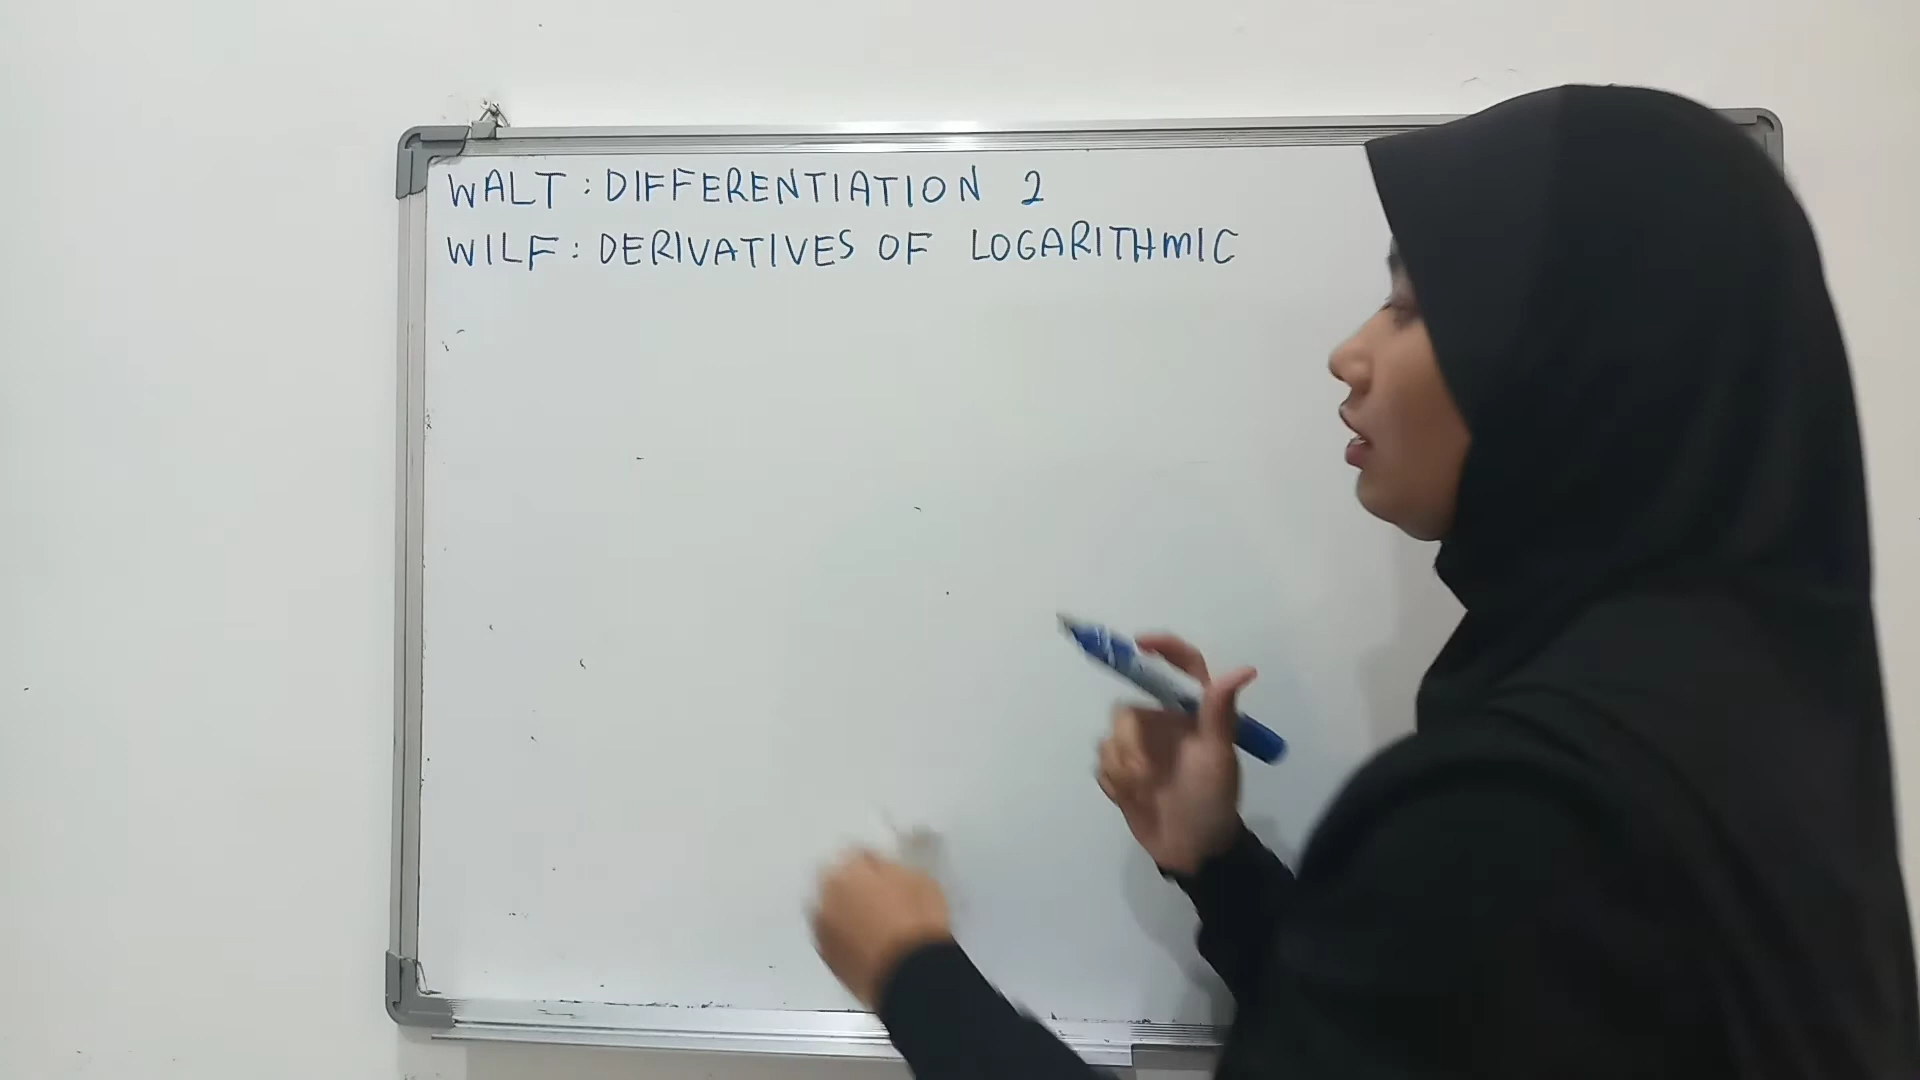 WALT : DIFFERENTIATION 2
WILF : DERIVATIVES OF LOGARITHMIC